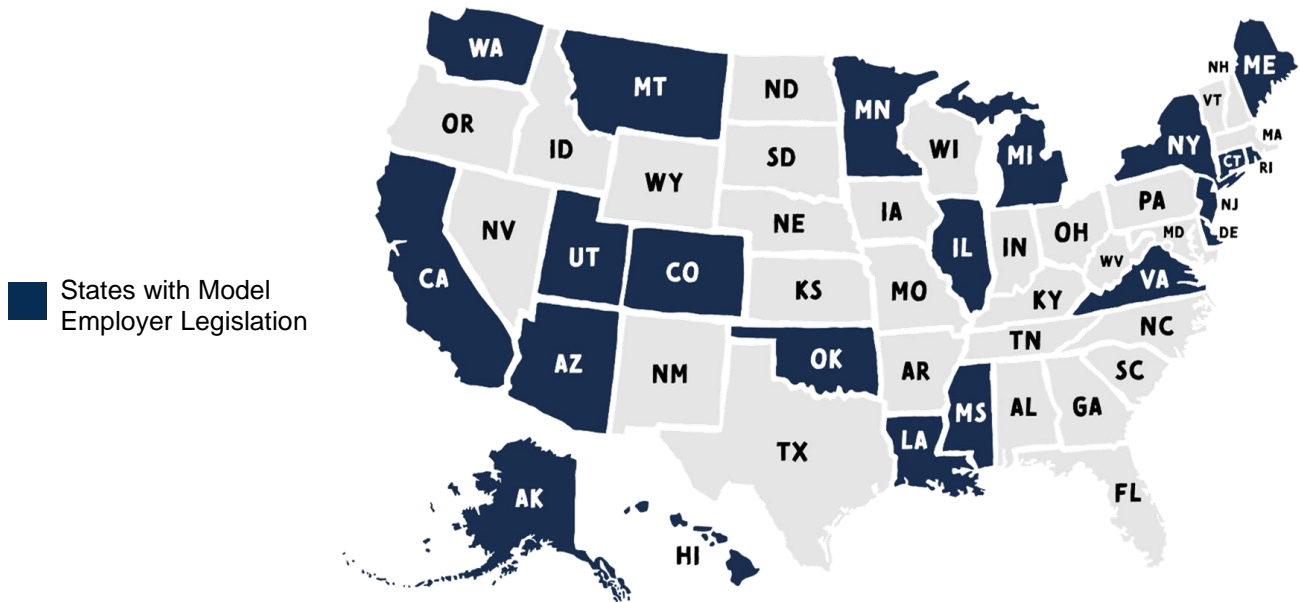 WA
MT
ND
MN
NH
ME
VT
OR
ID
SD
WI
MI
NY
MA
CT
RI
WY
IA
PA
NJ
NV
NE
IL
IN
OH
MD
DE
UT
CO
WV
VA
CA
KS
MO
KY
States with Model
Employer Legislation
NC
TN
AZ
NM
OK
AR
SC
MS
AL
GA
LA
TX
AK
FL
HI